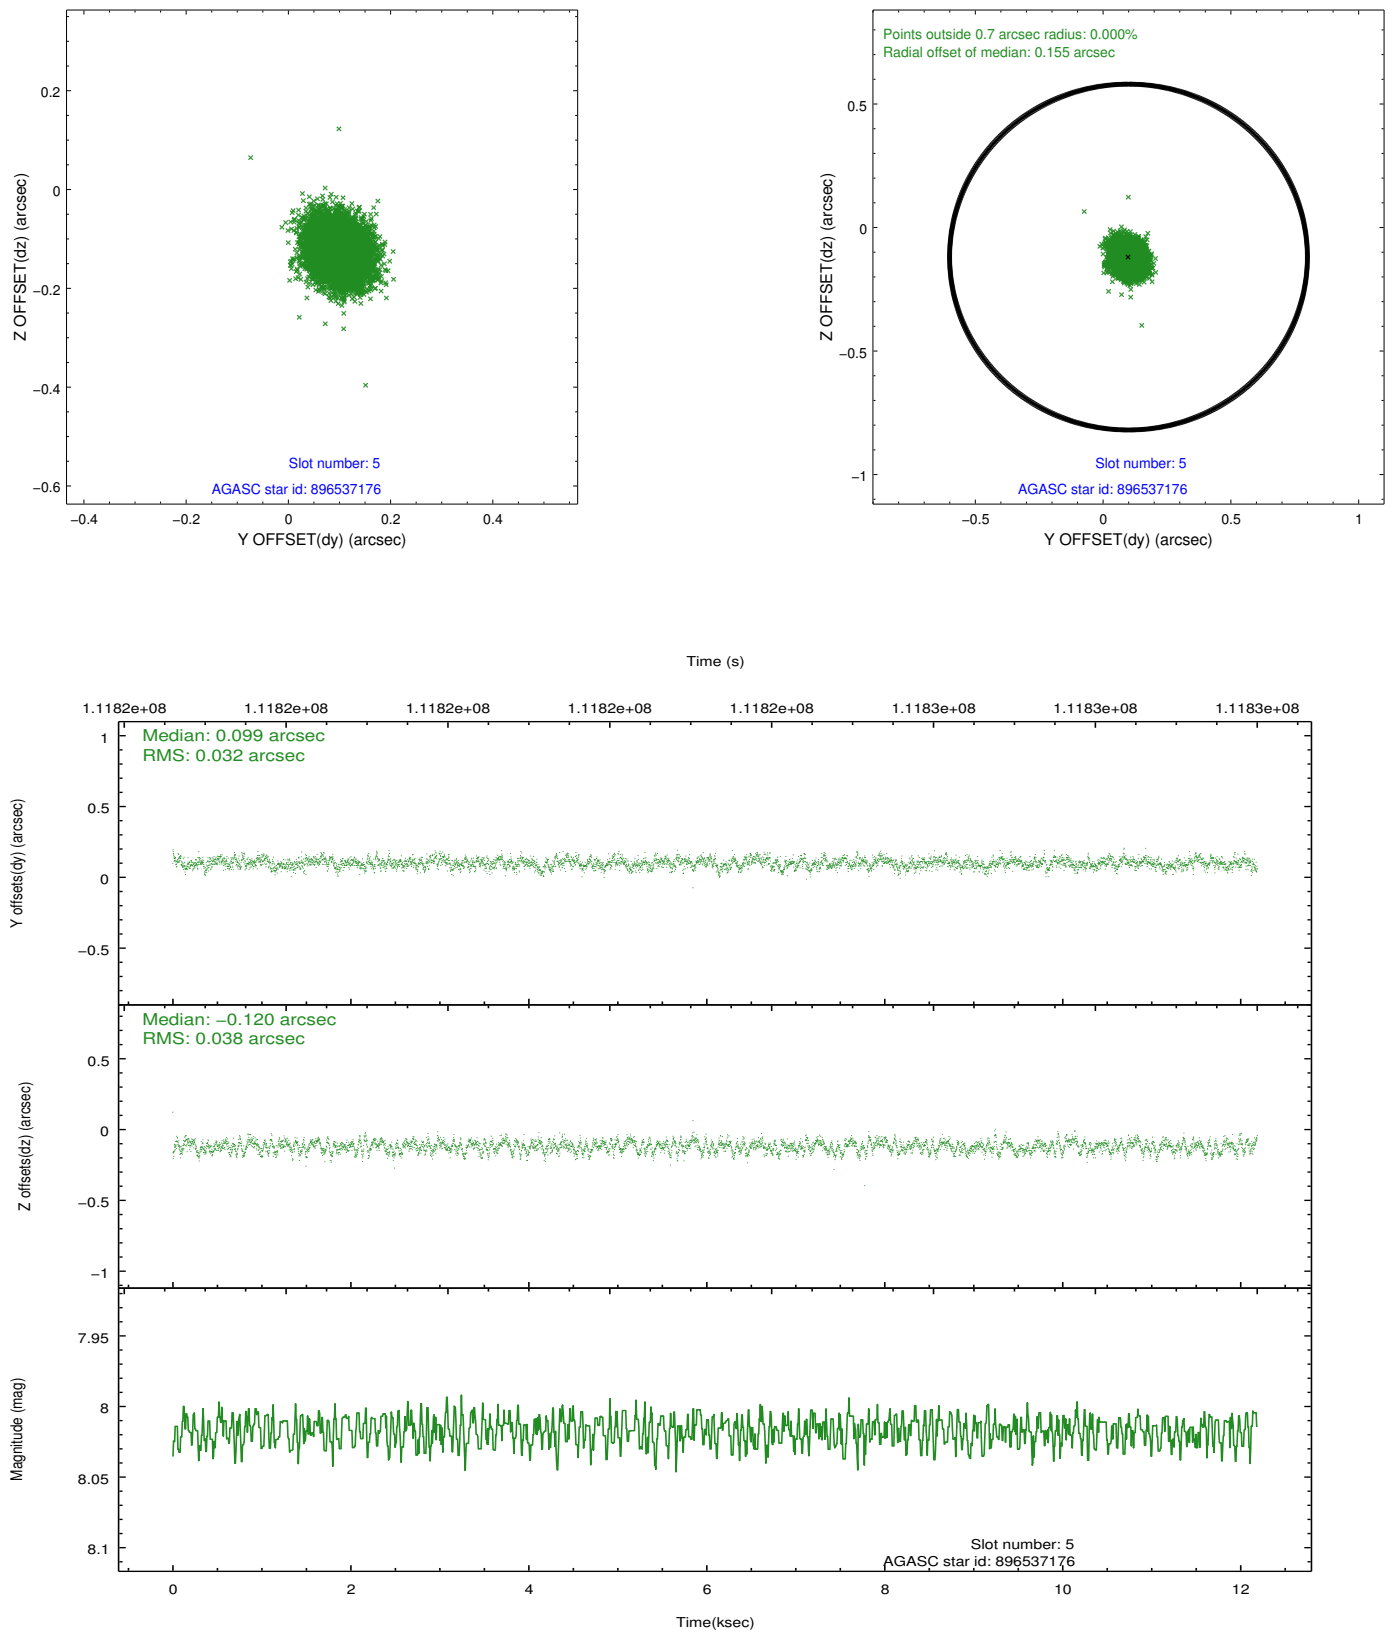 0.2
0
−0.2
−0.4
−0.6
Z OFFSET(dz) (arcsec)
Slot number: 5
AGASC star id: 896537176
−0.4
−0.2
0
0.2
0.4
Y OFFSET(dy) (arcsec)
Points outside 0.7 arcsec radius: 0.000%
Radial offset of median: 0.155 arcsec
0.5
0
−0.5
−1
Z OFFSET(dz) (arcsec)
Slot number: 5
AGASC star id: 896537176
−0.5
0
0.5
1
Y OFFSET(dy) (arcsec)
Time (s)
1.1182e+08
1.1182e+08
1.1182e+08
1.1182e+08
1.1182e+08
1.1183e+08
1.1183e+08
1.1183e+08
Median: 0.099 arcsec
RMS: 0.032 arcsec
1
0.5
0
−0.5
Y offsets(dy) (arcsec)
Median: −0.120 arcsec
RMS: 0.038 arcsec
0.5
0
−0.5
−1
Z offsets(dz) (arcsec)
7.95
8
8.05
8.1
Magnitude (mag)
Slot number: 5
AGASC star id: 896537176
0
2
4
6
8
10
12
Time(ksec)